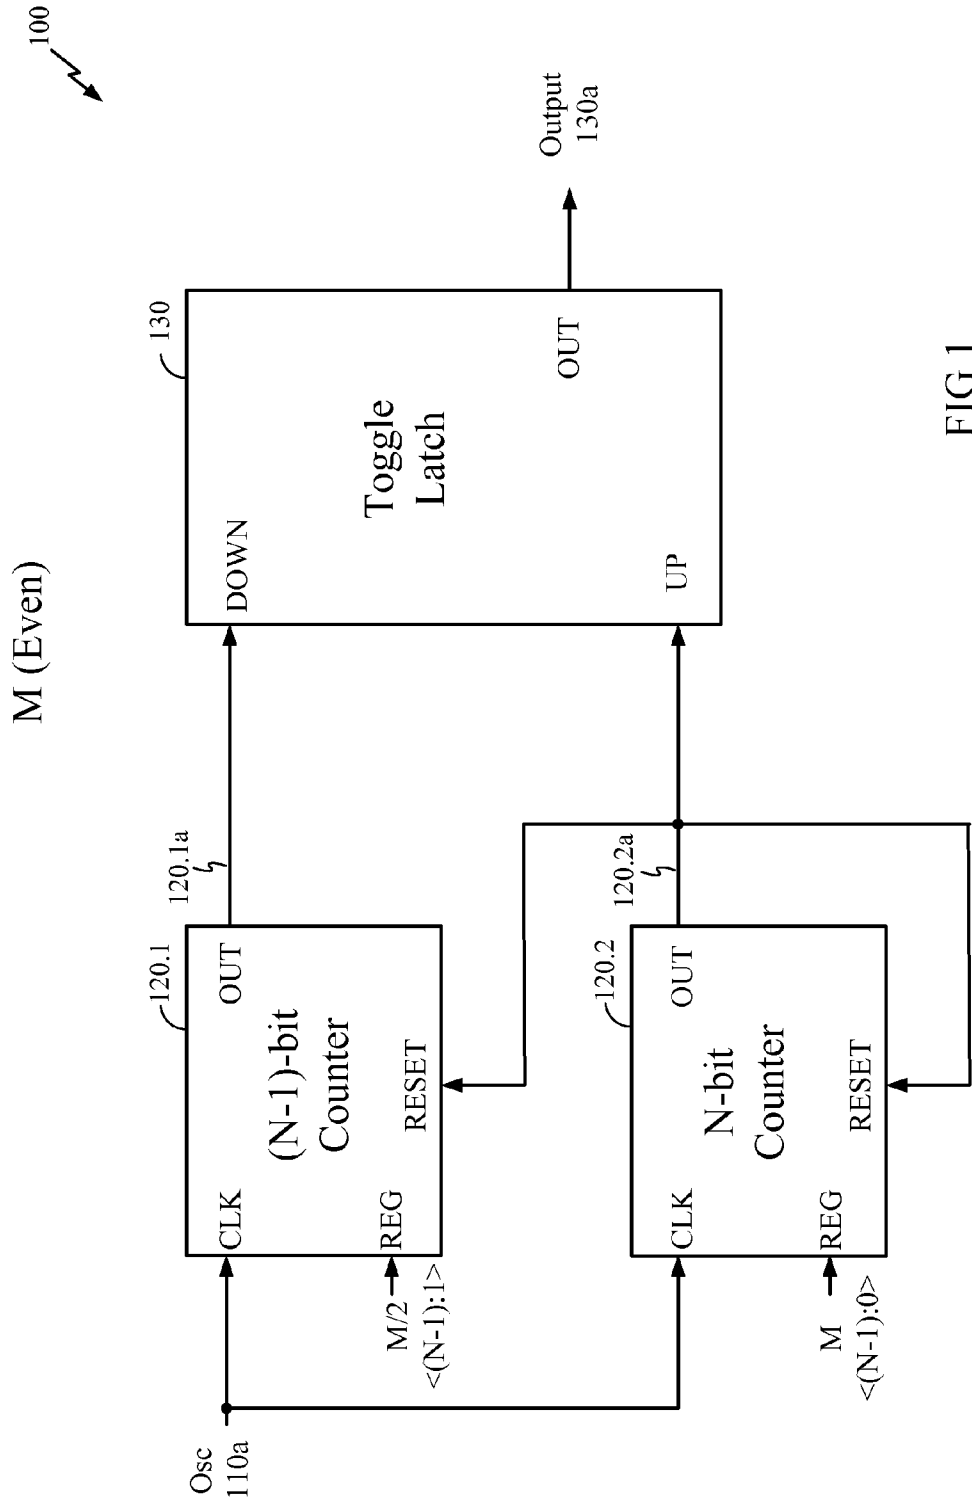 M (Even)
100
Osc
110a
CLK
REG
M/2
<(N-1):1>
(N-1)-bit
Counter
OUT
RESET
120.1
120.1a
CLK
REG
M
<(N-1):0>
N-bit
Counter
OUT
RESET
120.2
120.2a
DOWN
UP
Toggle
Latch
OUT
130
Output
130a
FIG 1